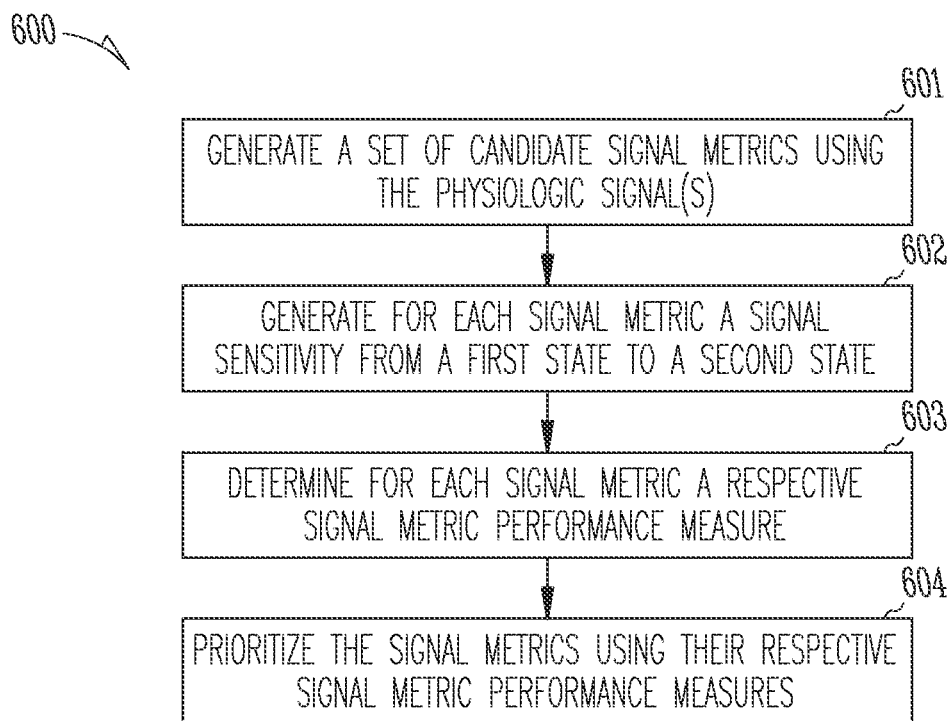 600
601
GENERATE A SET OF CANDIDATE SIGNAL METRICS USING
THE PHYSIOLOGIC SIGNAL(S)
602
GENERATE FOR EACH SIGNAL METRIC A SIGNAL
SENSITIVITY FROM A FIRST STATE TO A SECOND STATE
603
DETERMINE FOR EACH SIGNAL METRIC A RESPECTIVE
SIGNAL METRIC PERFORMANCE MEASURE
604
PRIORITIZE THE SIGNAL METRICS USING THEIR RESPECTIVE
SIGNAL METRIC PERFORMANCE MEASURES